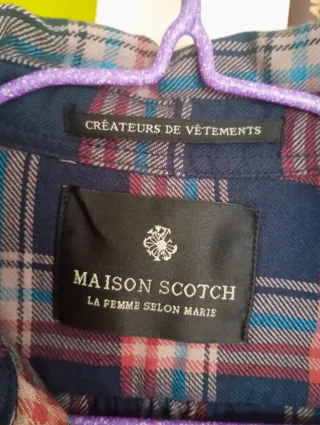 CRÉATEURS DE VÊTEMENTS
MAISON SCOTCH
LA FEMME SELON MARIE